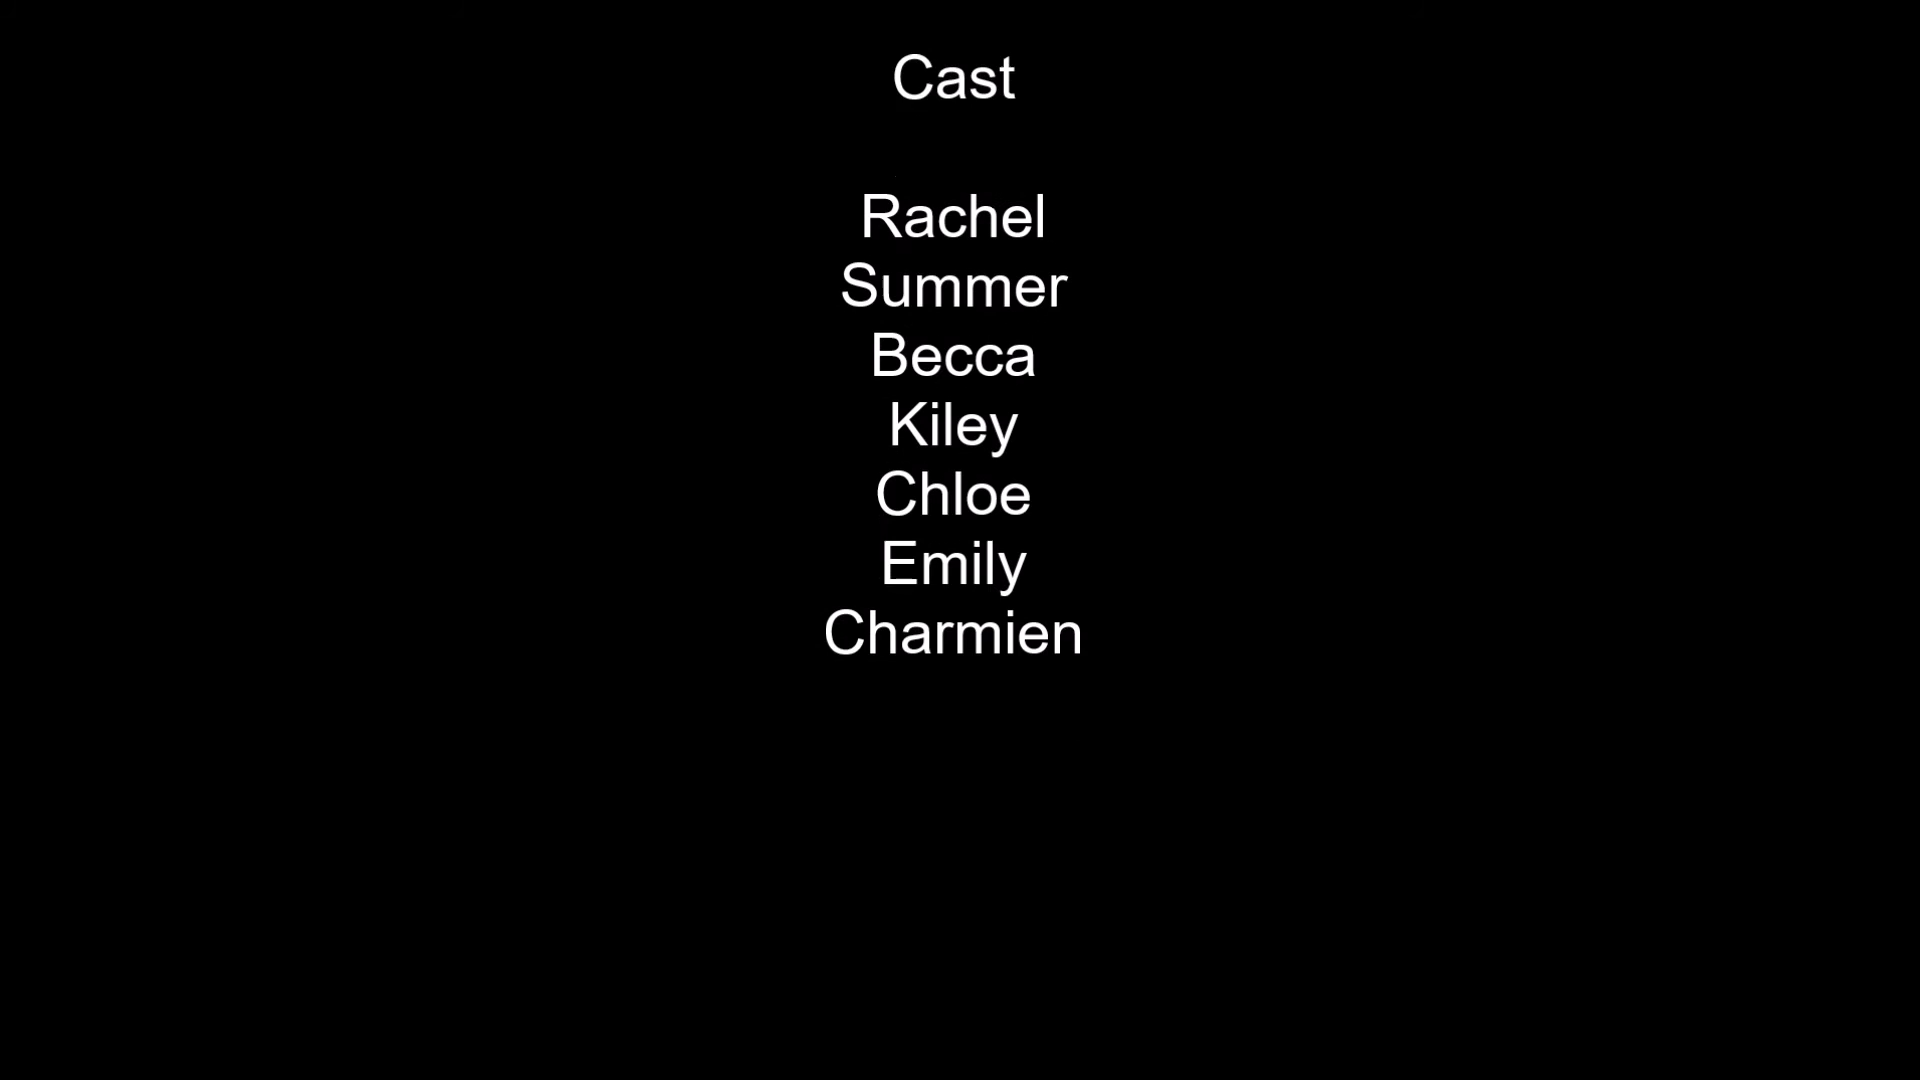 Cast
Rachel
Summer
Becca
Kiley
Chloe
Emily
Charmien